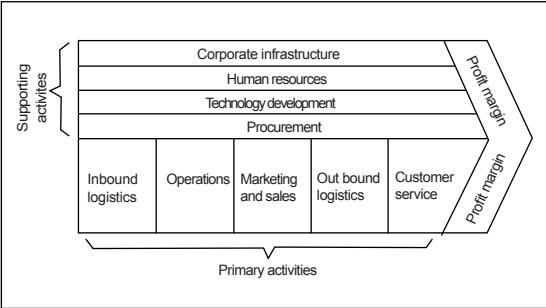 Supporting
activites
Corporate infrastructure
Human resources
Technology development
Procurement
Profit margin
Inbound
logistics
Operations
Marketing
and sales
Out bound
logistics
Customer
service
Profit margin
Primary activities